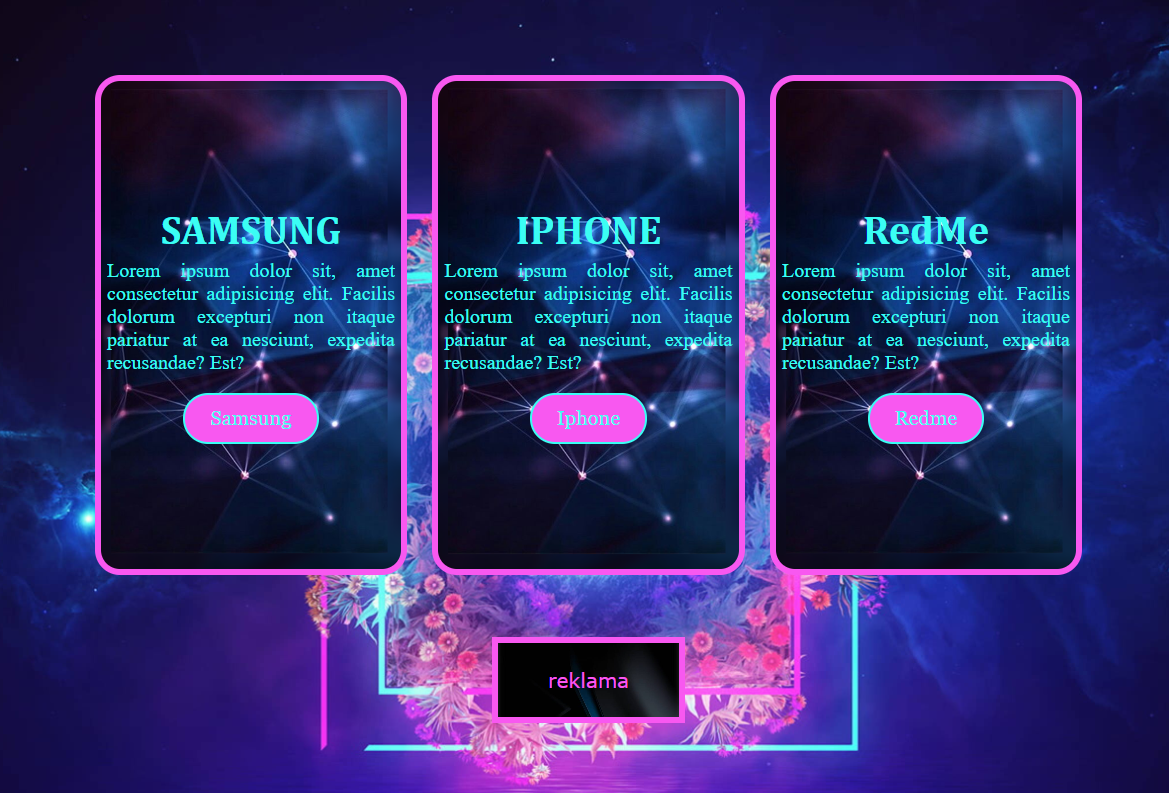 SAMSUNG
Lorem ipsum dolor sit, amet
consectetur adipisicing elit. Facilis
dolorum excepturi non itaque
pariatur at ea nesciunt, expedita
recusandae? Est?
Samsung
IPHONE
Lorem ipsum dolor sit, amet
consectetur adipisicing elit. Facilis
dolorum excepturi non itaque
pariatur at ea nesciunt, expedita
recusandae? Est?
Iphone
RedMe
Lorem ipsum dolor sit, amet
consectetur adipisicing elit. Facilis
dolorum excepturi non itaque
pariatur at ea nesciunt, expedita
recusandae? Est?
Redme
reklama